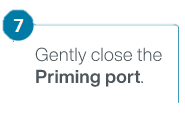 7
Gently close the
Priming port.